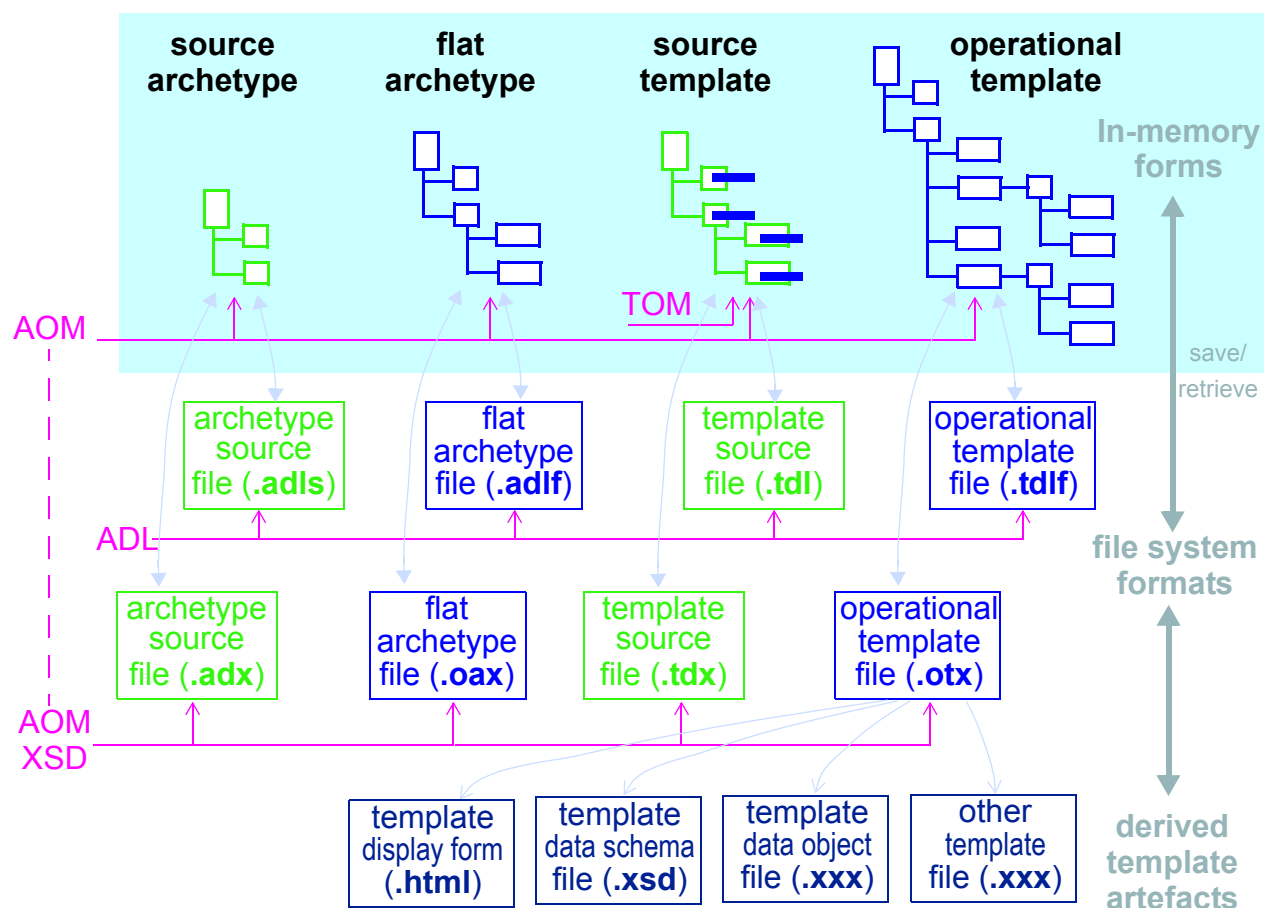 source
archetype
flat
archetype
source
template
operational
template
In-memory
forms
TOM
AOM
save/
retrieve
archetype
source
file (.adls)
flat
archetype
file (.adlf)
template
source
file (.tdl)
operational
template
file (.tdlf)
ADL
file system
formats
archetype
source
file (.adx)
flat
archetype
file (.oax)
template
source
file (.tdx)
operational
template
file (.otx)
AOM
XSD
template
display form
(.html)
template
data schema
file (.xsd)
template
data object
file (.xxx)
other
template
file (.xxx)
derived
template
artefacts